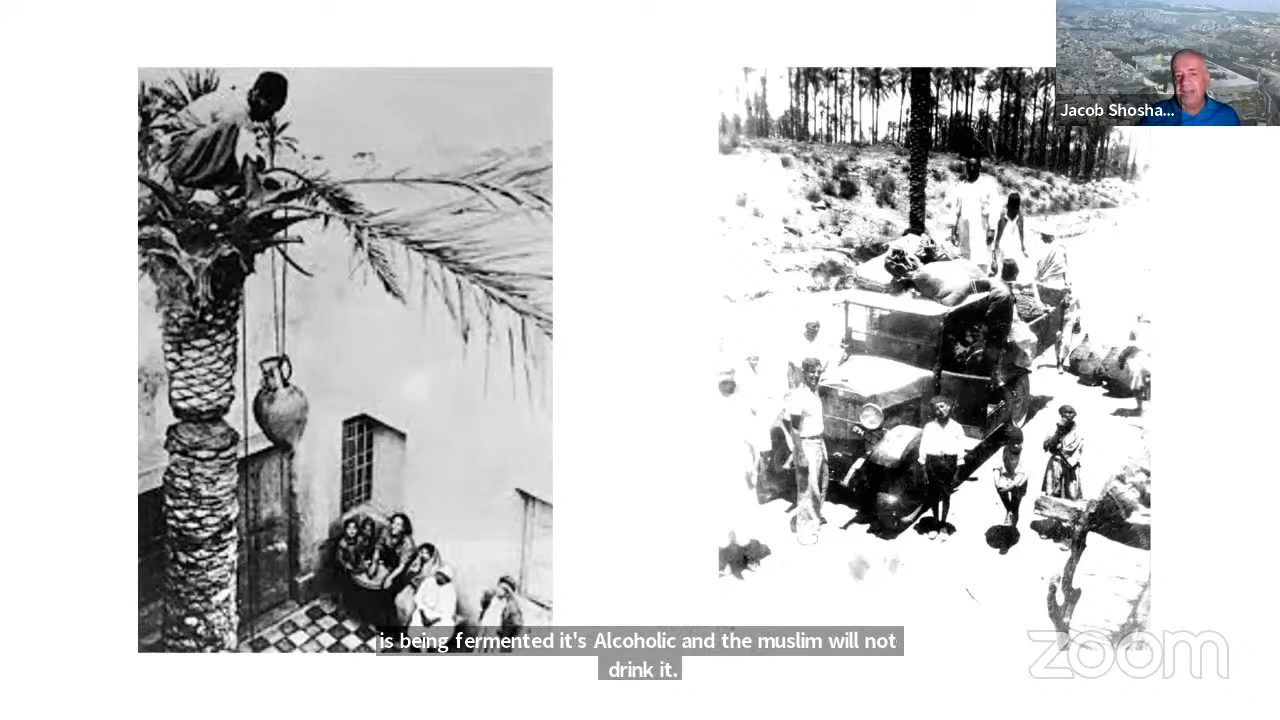 Jacob Shosha...
is being fermented it's Alcoholic and the muslim will not
drink it.
zoom